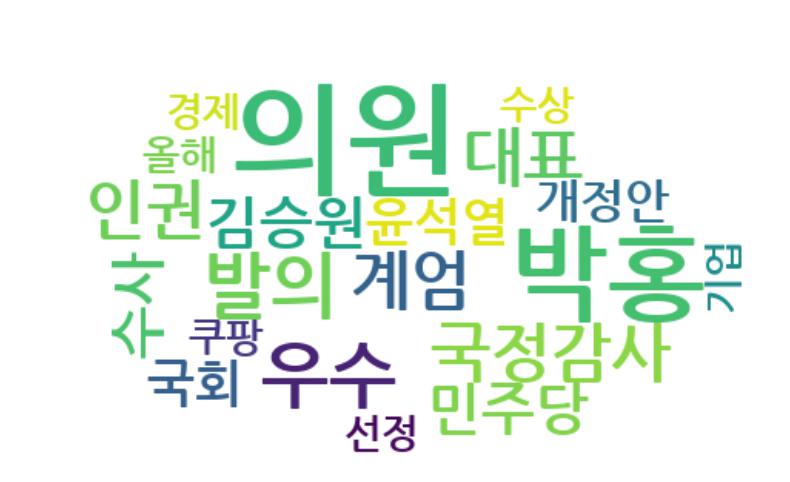 경제
의원
수상
올해
대표
인권
김승원
윤석열
개정안
수사
발의
계엄
박홍
기업
쿠팡
국회
우수
국정감사
민주당
선정